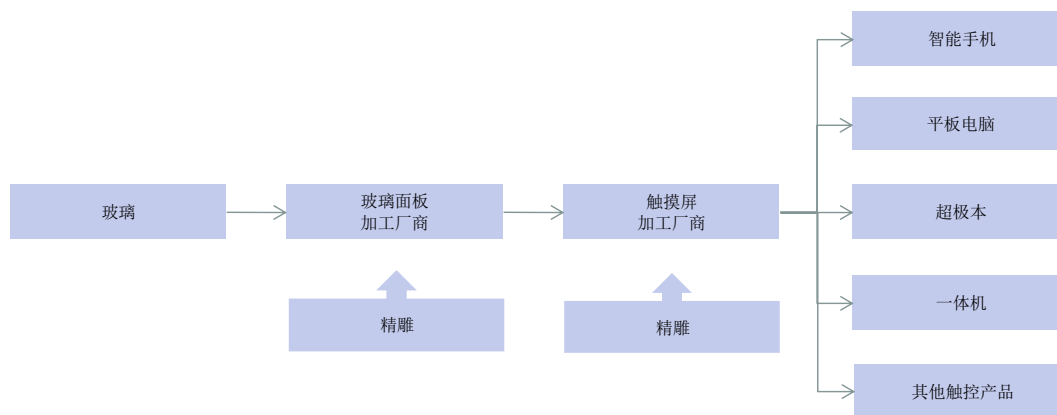 玻璃
玻璃面板
加工厂商
精雕
触摸屏
加工厂商
精雕
智能手机
平板电脑
超极本
一体机
其他触控产品